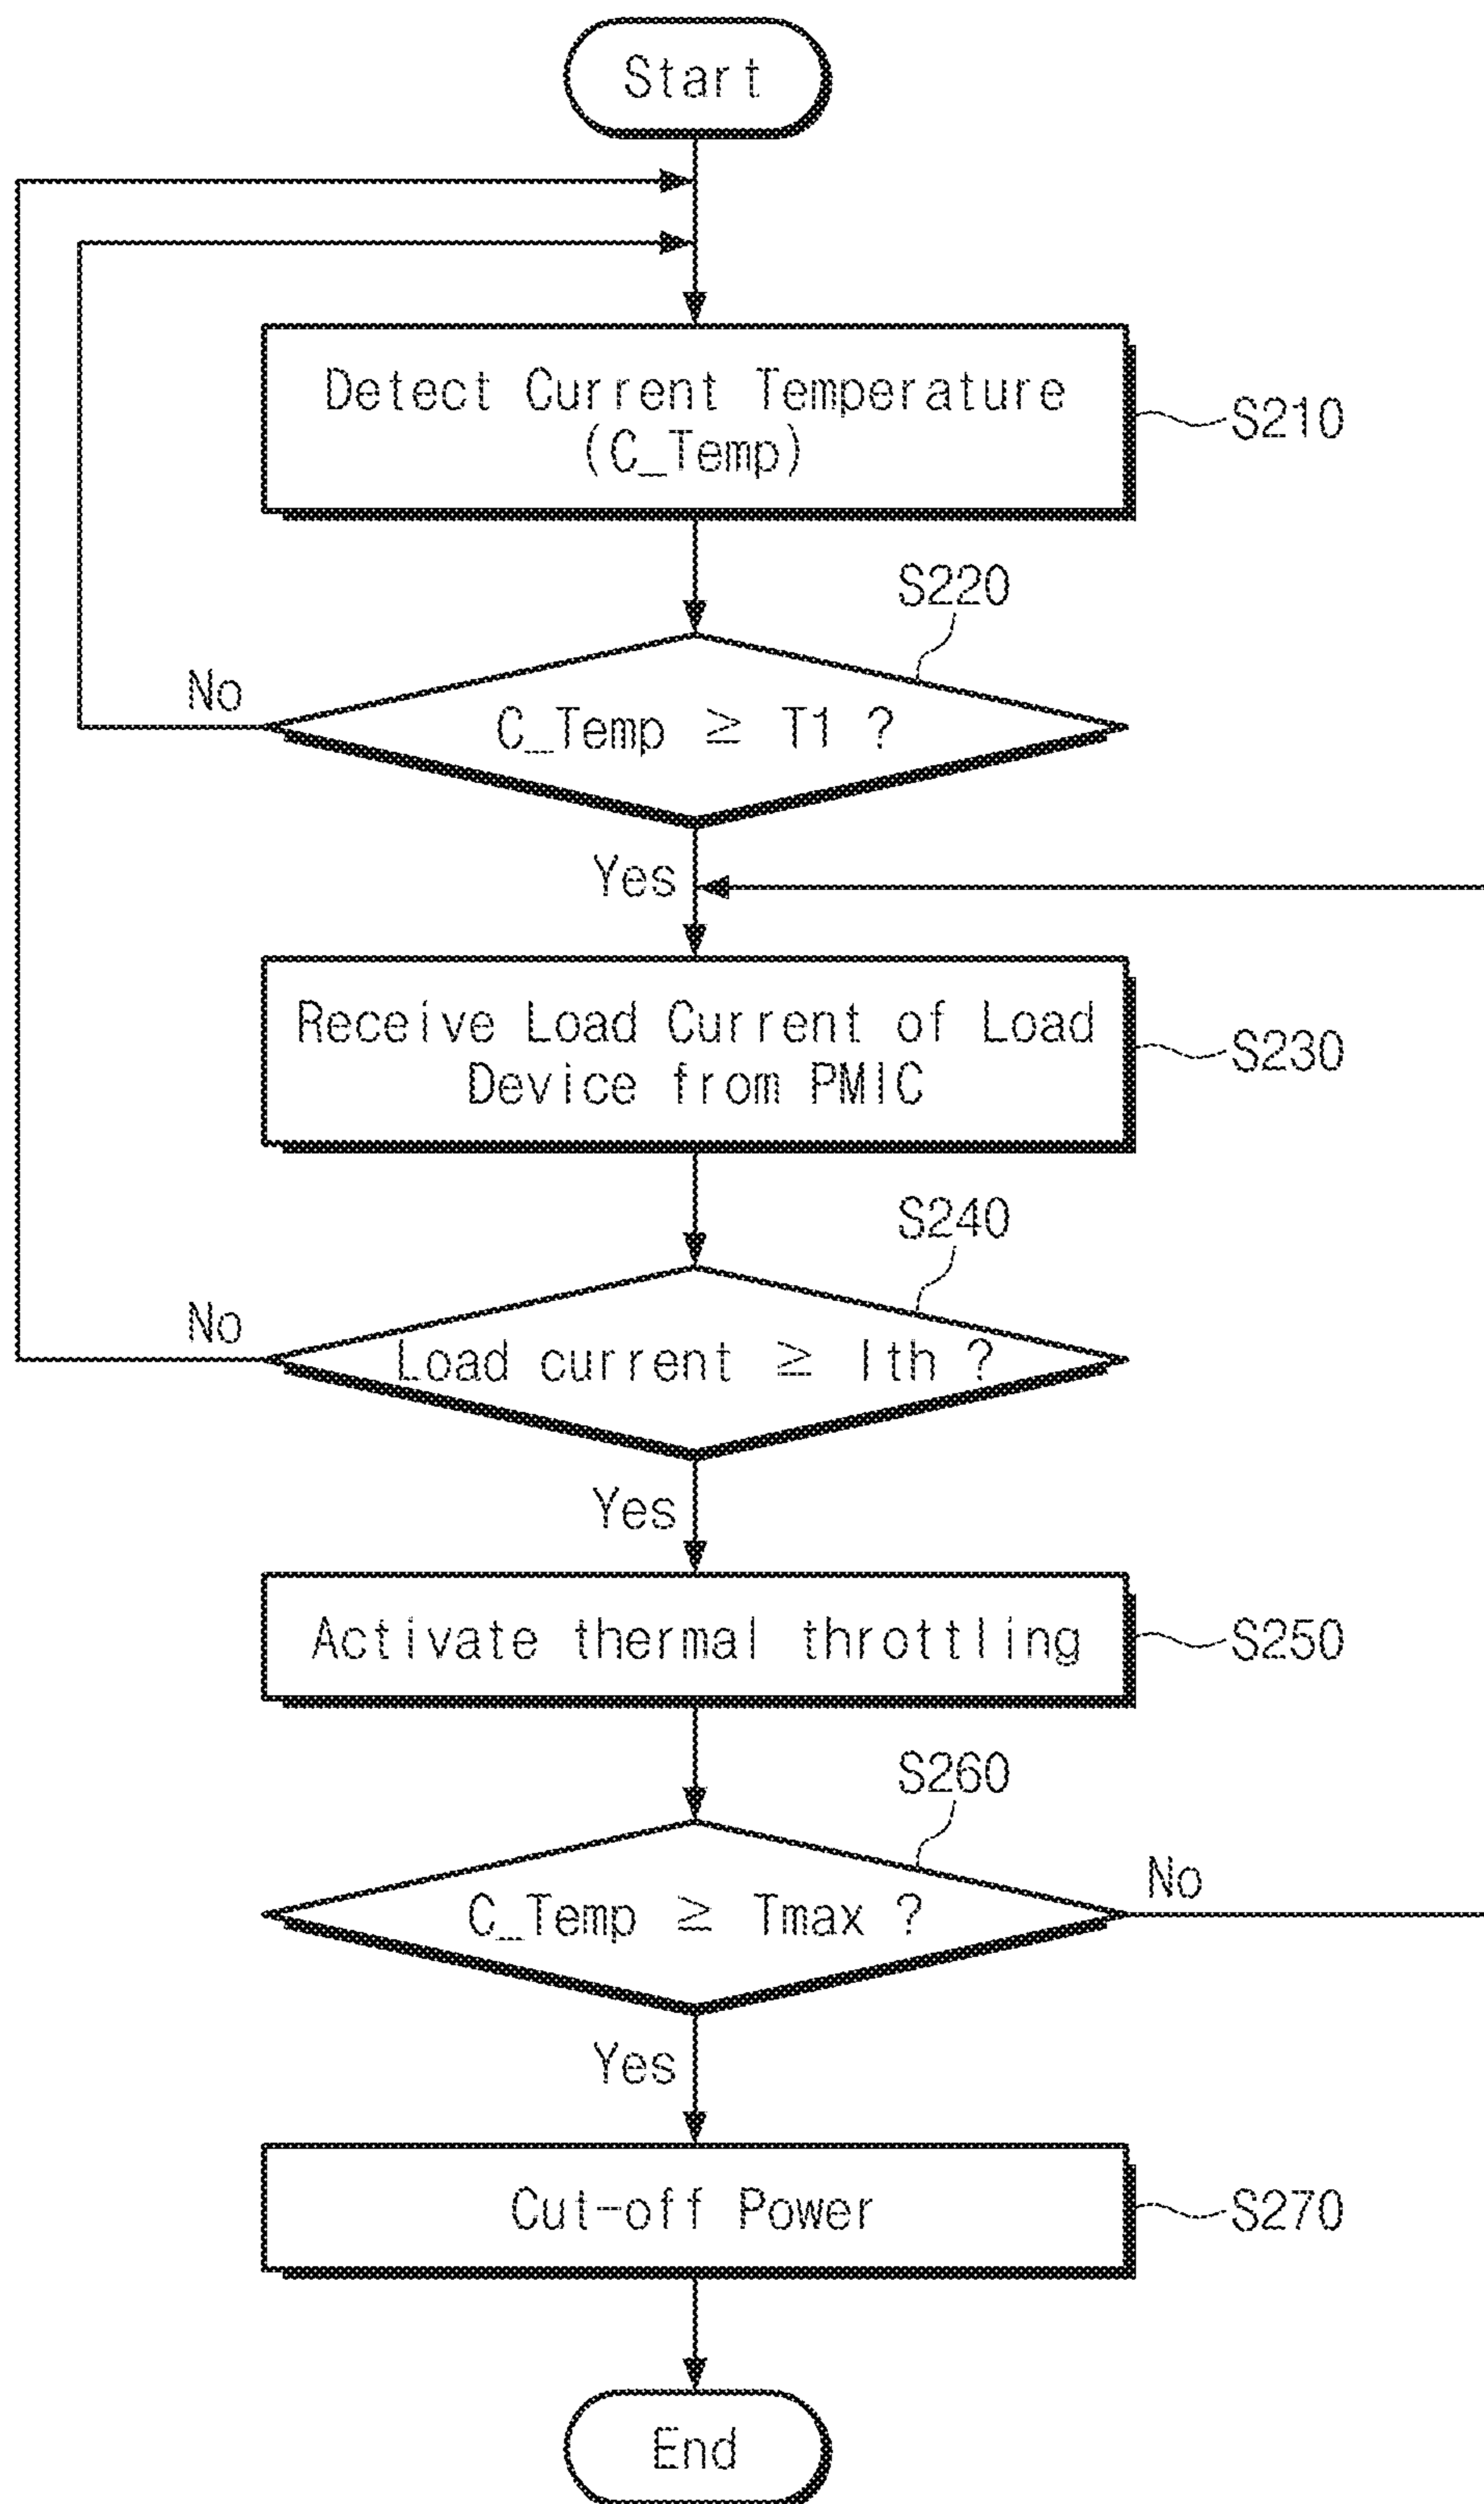 Start
Detect Current Temperature
(C_Temp)
S210
S220
No
C_Temp ≥ T1 ?
Yes
Receive Load Current of Load
Device from PMIC
S230
S240
No
Load current ≥ Ith ?
Yes
Activate thermal throttling
S250
S260
No
C_Temp ≥ Tmax ?
Yes
Cut-off Power
S270
End